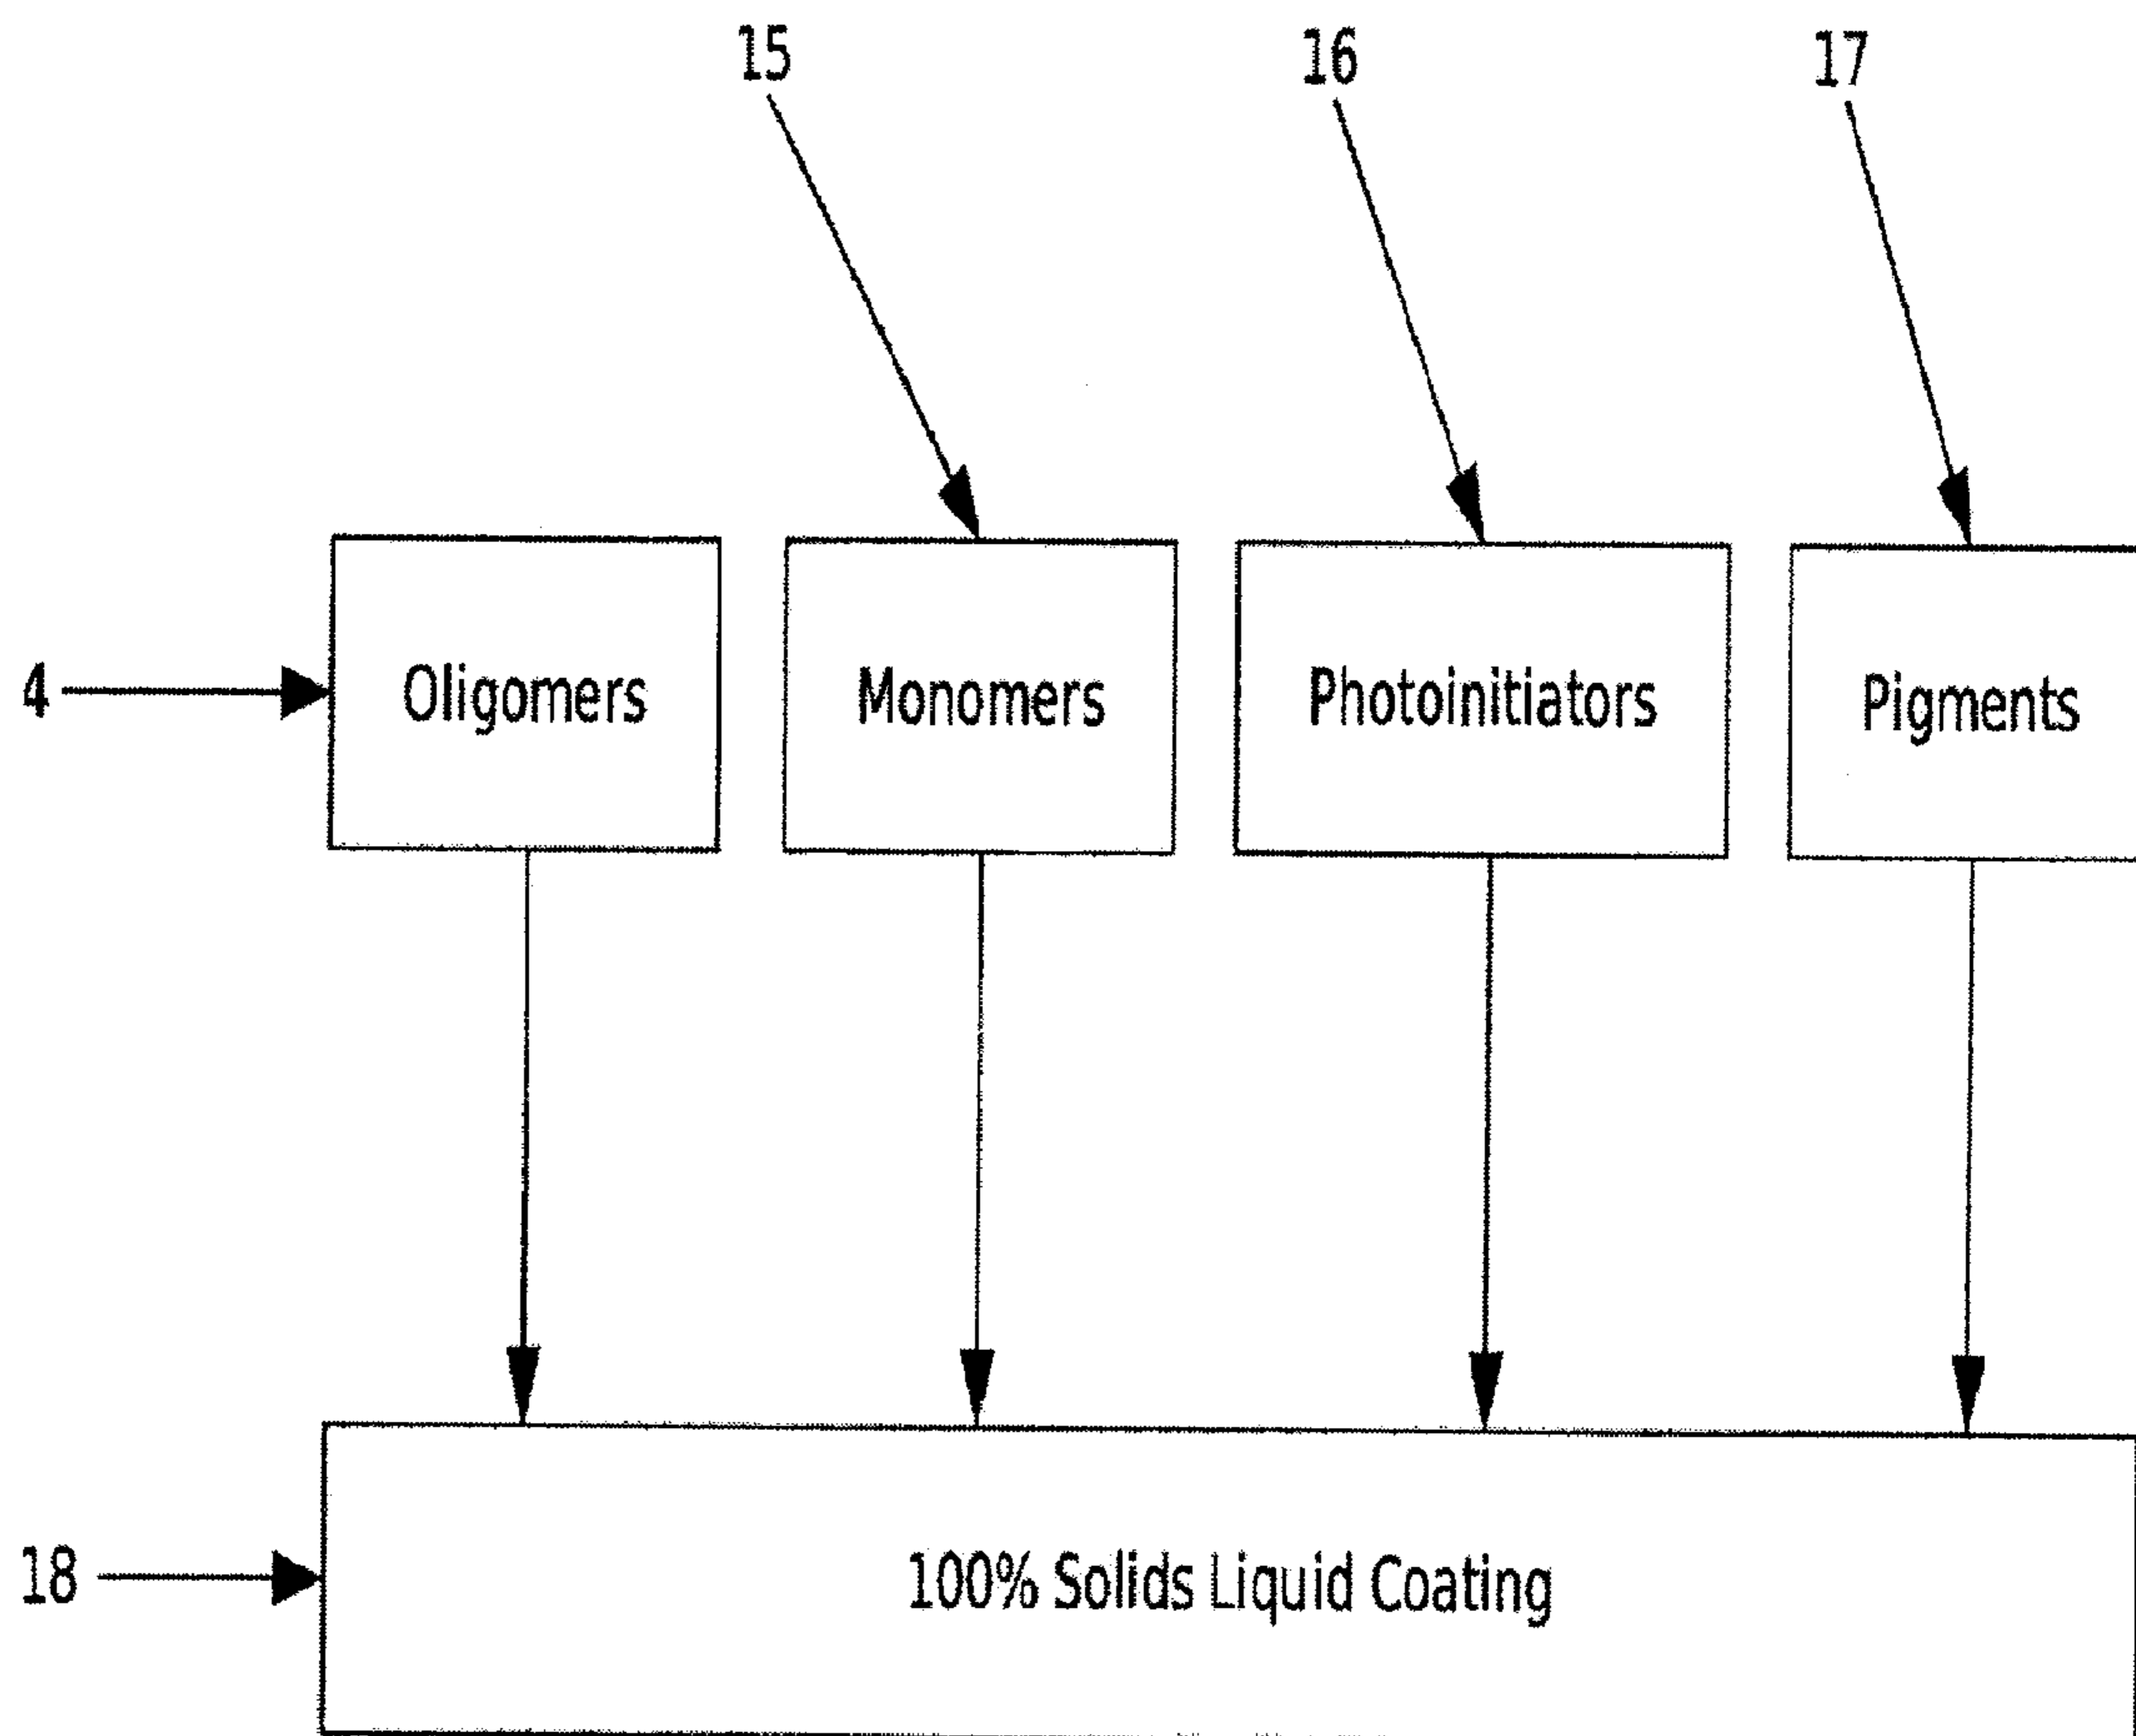 15 16 17
4 Oligomers Monomers Photoinitiators Pigments
18 100% Solids Liquid Coating